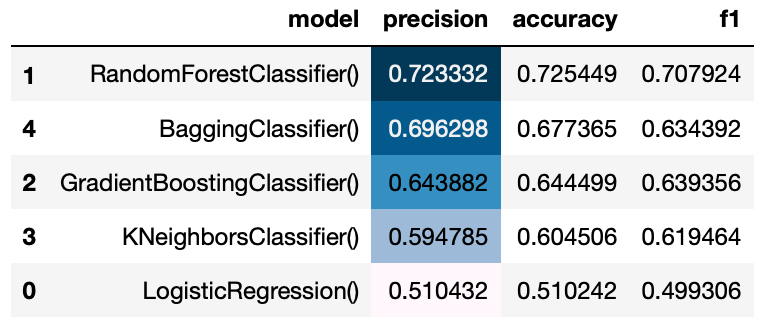 model precision accuracy f1
1 RandomForestClassifier() 0.723332 0.725449 0.707924
4 BaggingClassifier() 0.696298 0.677365 0.634392
2 GradientBoostingClassifier() 0.643882 0.644499 0.639356
3 KNeighborsClassifier() 0.594785 0.604506 0.619464
0 LogisticRegression() 0.510432 0.510242 0.499306